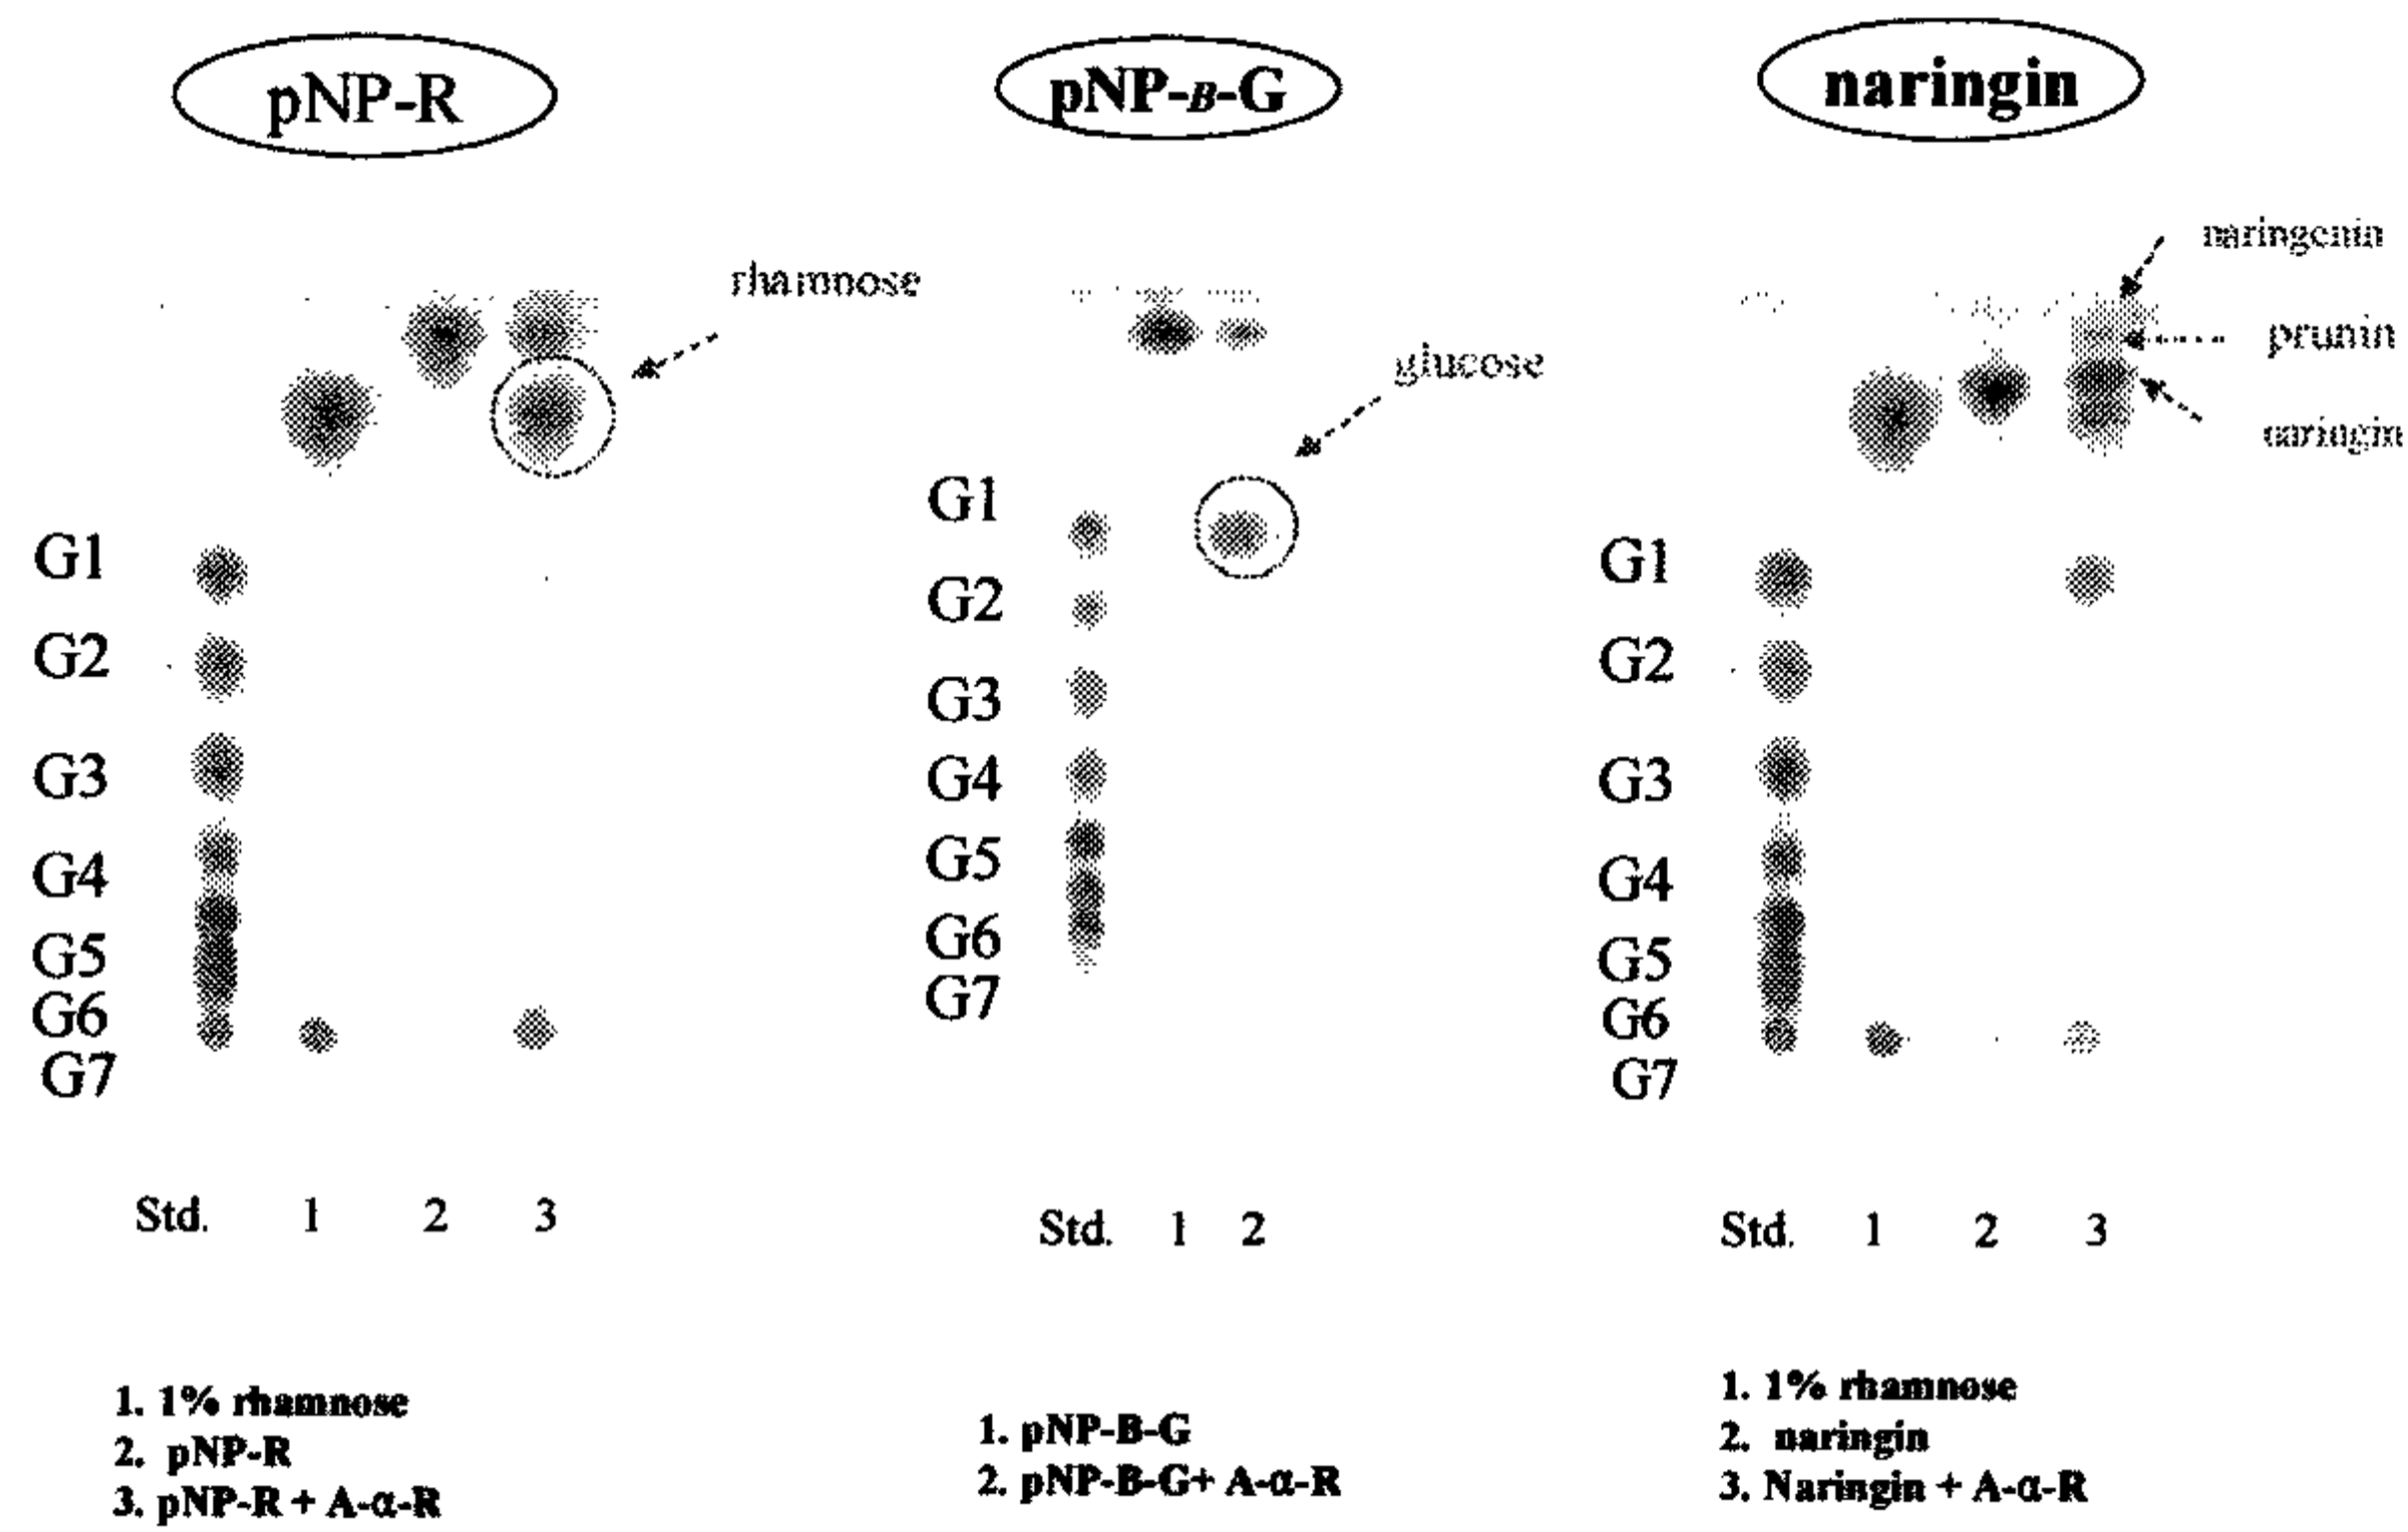 pNP-R
rhamnose
G1
G2
G3
G4
G5
G6
G7
Std. 1 2 3
1. 1% rhamnose
2. pNP-R
3. pNP-R + A-α-R
pNP-B-G
glucose
G1
G2
G3
G4
G5
G6
G7
Std. 1 2
1. pNP-B-G
2. pNP-B-G+ A-α-R
naringin
naringenin
prunin
naringin
G1
G2
G3
G4
G5
G6
G7
Std. 1 2 3
1. 1% rhamnose
2. naringin
3. Naringin + A-α-R